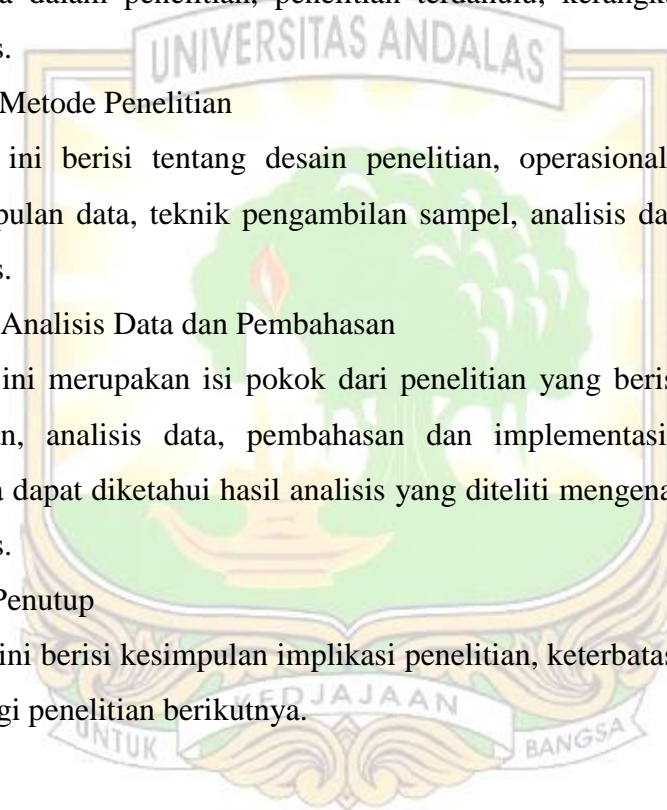 dalam penelitian, penelitian terdahulu, kerangka
s.
UNIVERSITAS ANDALAS
Metode Penelitian
ini berisi tentang desain penelitian, operasional
pulan data, teknik pengambilan sampel, analisis da
s.
Analisis Data dan Pembahasan
ini merupakan isi pokok dari penelitian yang beris
n, analisis data, pembahasan dan implementasi
a dapat diketahui hasil analisis yang diteliti mengena
s.
Penutup
ini berisi kesimpulan implikasi penelitian, keterbatas
gi penelitian berikutnya.
UNTUK KEDJAJAAN BANGSA